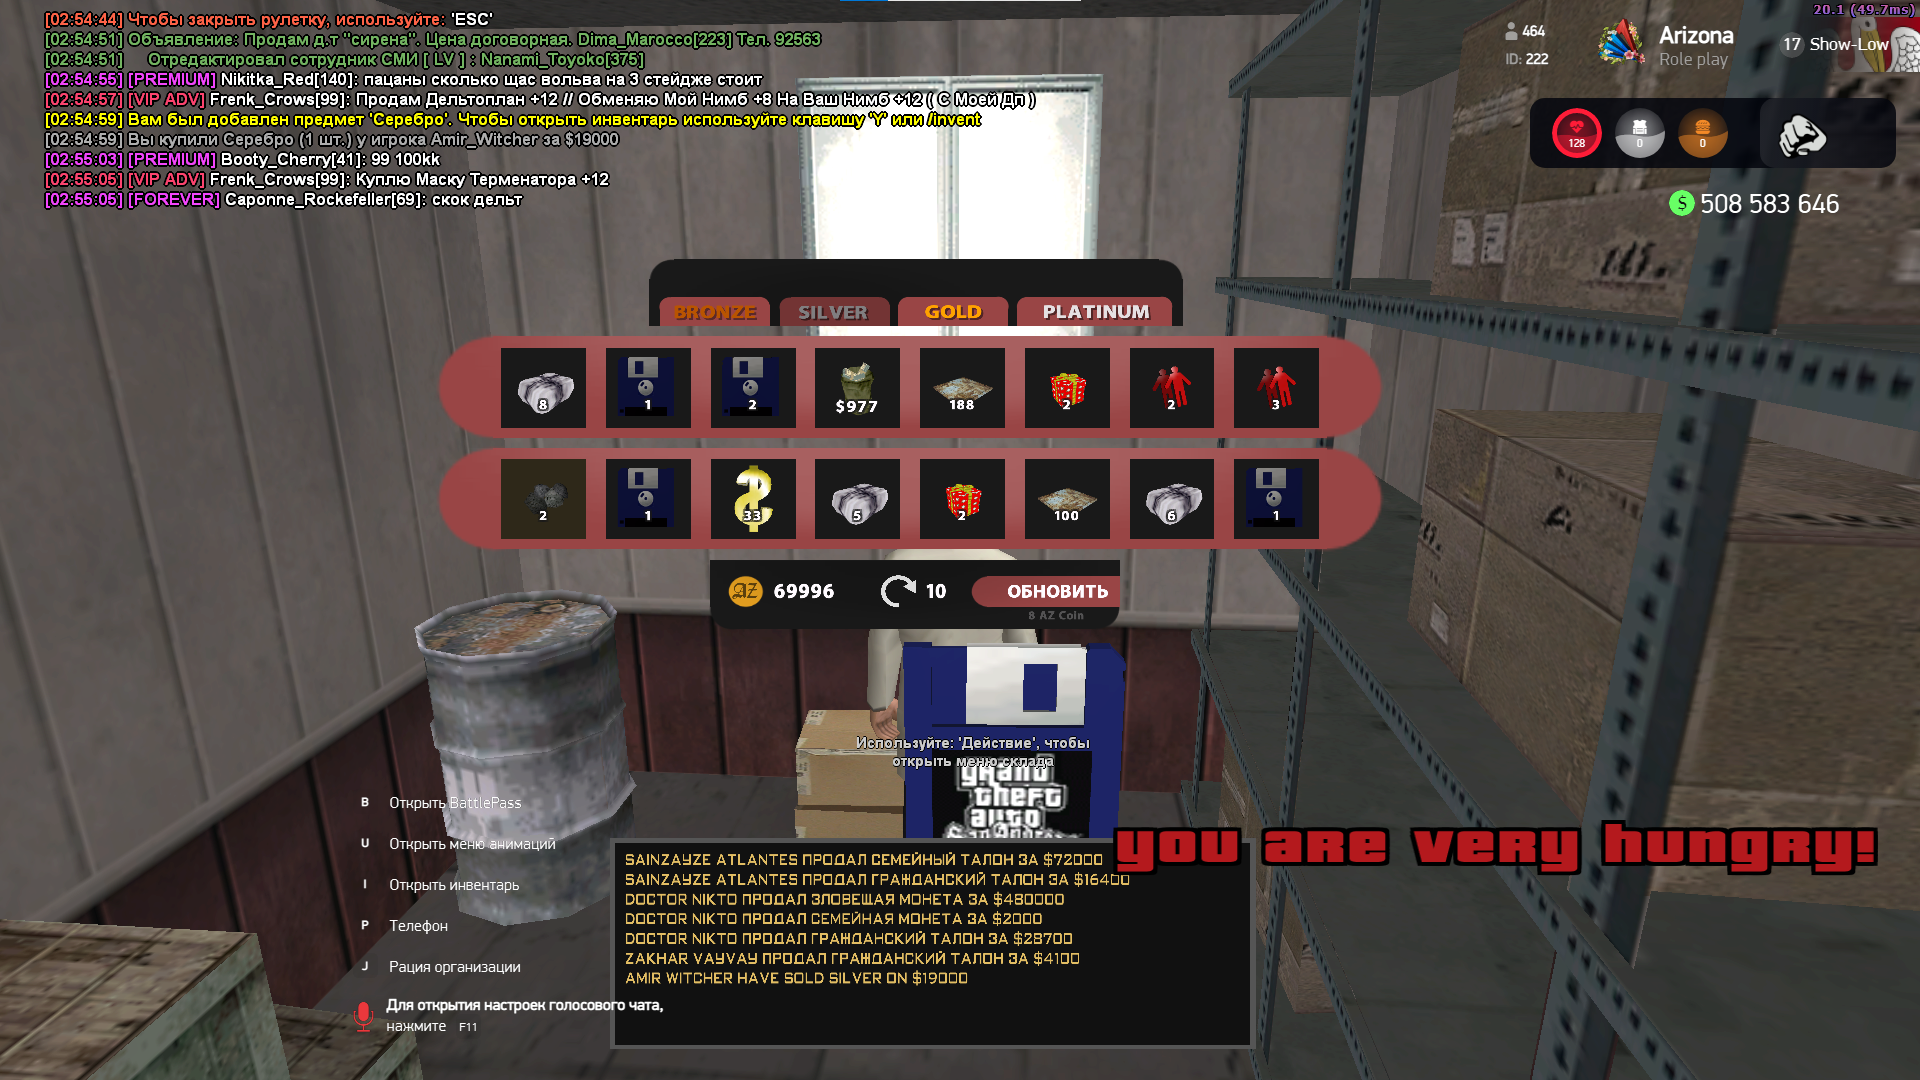 20.1 (49.7ms)
[02:54:44] Чтобы закрыть рулетку, используйте: 'ESC'
[02:54:51] Объявление: Продам д.т "сирена". Цена договорная. Dima_Marocco[223] Тел. 92563
[02:54:51] Отредактировал сотрудник СМИ [ LV ] : Nanami_Toyoko[375]
[02:54:55] [PREMIUM] Nikitka_Red[140]: пацаны сколько щас вольва на 3 стейдже стоит
[02:54:57] [VIP ADV] Frenk_Crows[99]: Продам Дельтоплан +12 // Обменяю Мой Нимб +8 На Ваш Нимб +12 ( С Моей Дп )
[02:54:59] Вам был добавлен предмет 'Серебро'. Чтобы открыть инвентарь используйте клавишу 'Y' или /invent
[02:54:59] Вы купили Серебро (1 шт.) у игрока Amir_Witcher за $19000
[02:55:03] [PREMIUM] Booty_Cherry[41]: 99 100kk
[02:55:05] [VIP ADV] Frenk_Crows[99]: Куплю Маску Терменатора +12
[02:55:05] [FOREVER] Caponne_Rockefeller[69]: скок дельт
464
ID: 222
Arizona
Role play
17 Show-Low
128
0
0
$ 508 583 646
BRONZE SILVER GOLD PLATINUM
8 1 2 $977 188 2 2 3
2 1 33 5 2 100 6 1
AZ 69996 10 ОБНОВИТЬ
8 AZ Coin
Используйте: 'Действие', чтобы
открыть меню склада
grand
theft
auto
San Andreas
B Открыть BattlePass
U Открыть меню анимаций
I Открыть инвентарь
P Телефон
J Рация организации
Для открытия настроек голосового чата,
нажмите F11
SAINZAYZE ATLANTES ПРОДАЛ СЕМЕЙНЫЙ ТАЛОН ЗА $72000
SAINZAYZE ATLANTES ПРОДАЛ ГРАЖДАНСКИЙ ТАЛОН ЗА $16400
DOCTOR NIKTO ПРОДАЛ ЗЛОВЕЩАЯ МОНЕТА ЗА $480000
DOCTOR NIKTO ПРОДАЛ СЕМЕЙНАЯ МОНЕТА ЗА $2000
DOCTOR NIKTO ПРОДАЛ ГРАЖДАНСКИЙ ТАЛОН ЗА $28700
ZAKHAR VAYVAY ПРОДАЛ ГРАЖДАНСКИЙ ТАЛОН ЗА $4100
AMIR WITCHER HAVE SOLD SILVER ON $19000
you are very hungry!